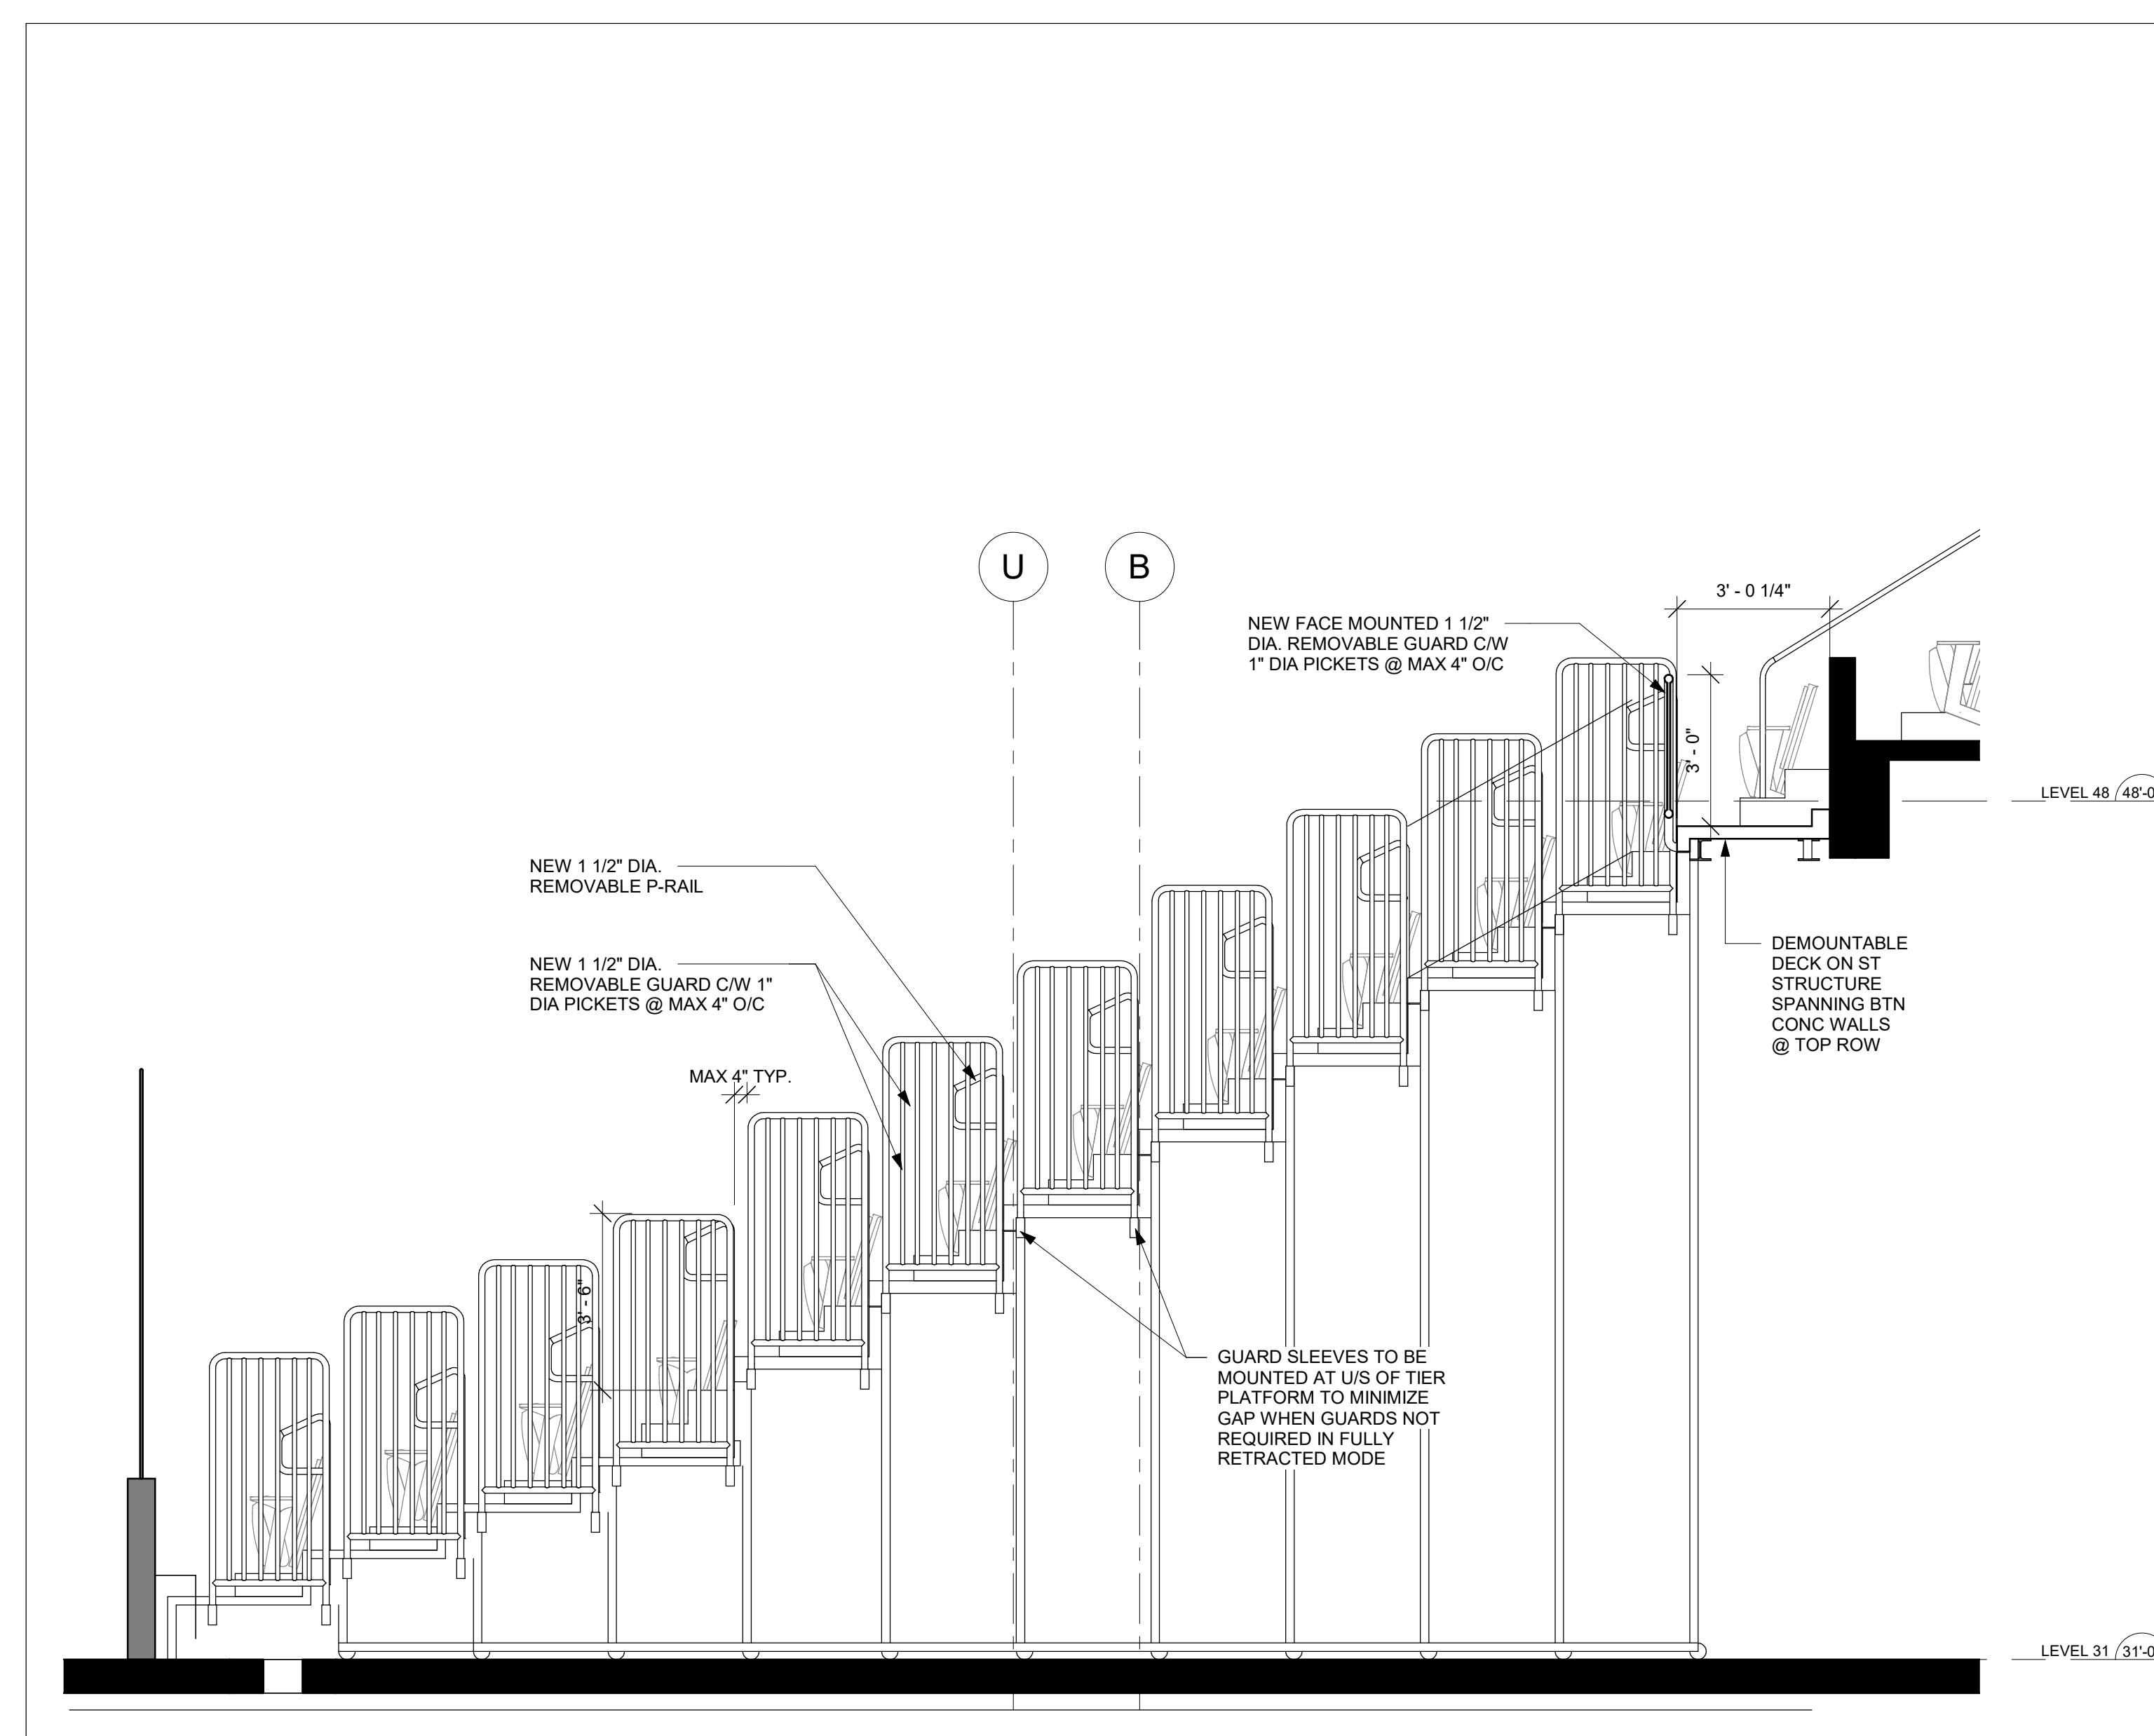 U
B
3' - 0 1/4"
NEW FACE MOUNTED 1 1/2"
DIA. REMOVABLE GUARD C/W
1" DIA PICKETS @ MAX 4" O/C
3' - 0"
LEVEL 48
48'-0
NEW 1 1/2" DIA.
REMOVABLE P-RAIL
NEW 1 1/2" DIA.
REMOVABLE GUARD C/W 1"
DIA PICKETS @ MAX 4" O/C
DEMOUNTABLE
DECK ON ST
STRUCTURE
SPANNING BTN
CONC WALLS
@ TOP ROW
MAX 4" TYP.
3' - 6"
GUARD SLEEVES TO BE
MOUNTED AT U/S OF TIER
PLATFORM TO MINIMIZE
GAP WHEN GUARDS NOT
REQUIRED IN FULLY
RETRACTED MODE
LEVEL 31
31'-0